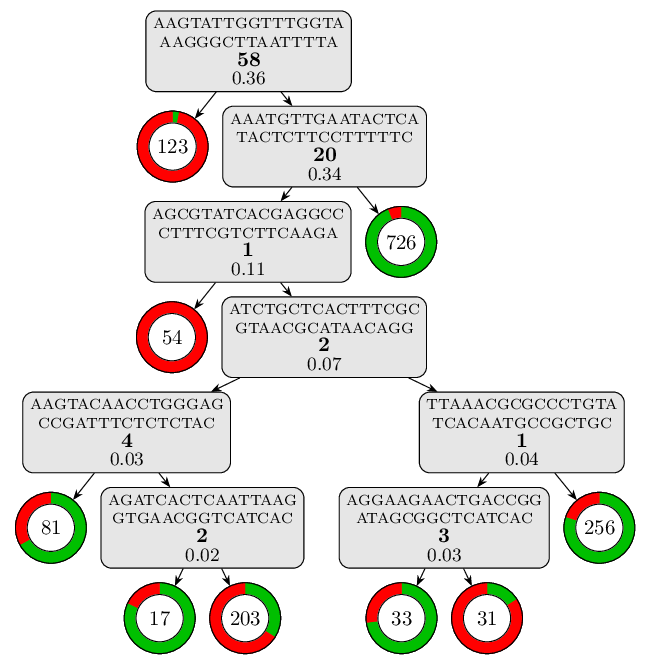 AAGTATTGGTTTGGTA
AAGGGCTTAATTTTA
58
0.36
123
AAATGTTGAATACTCA
TACTCTTCCTTTTTC
20
0.34
AGCGTATCACGAGGCC
CTTTCGTCTTCAAGA
1
0.11
726
54
ATCTGCTCACTTTCGC
GTAACGCATAACAGG
2
0.07
AAGTACAACCTGGGAG
CCGATTTCTCTCTAC
4
0.03
TTAAACGCGCCCTGTA
TCACAATGCCGCTGC
1
0.04
81
AGATCACTCAATTAAG
GTGAACGGTCATCAC
2
0.02
AGGAAGAACTGACCGG
ATAGCGGCTCATCAC
3
0.03
256
17
203
33
31